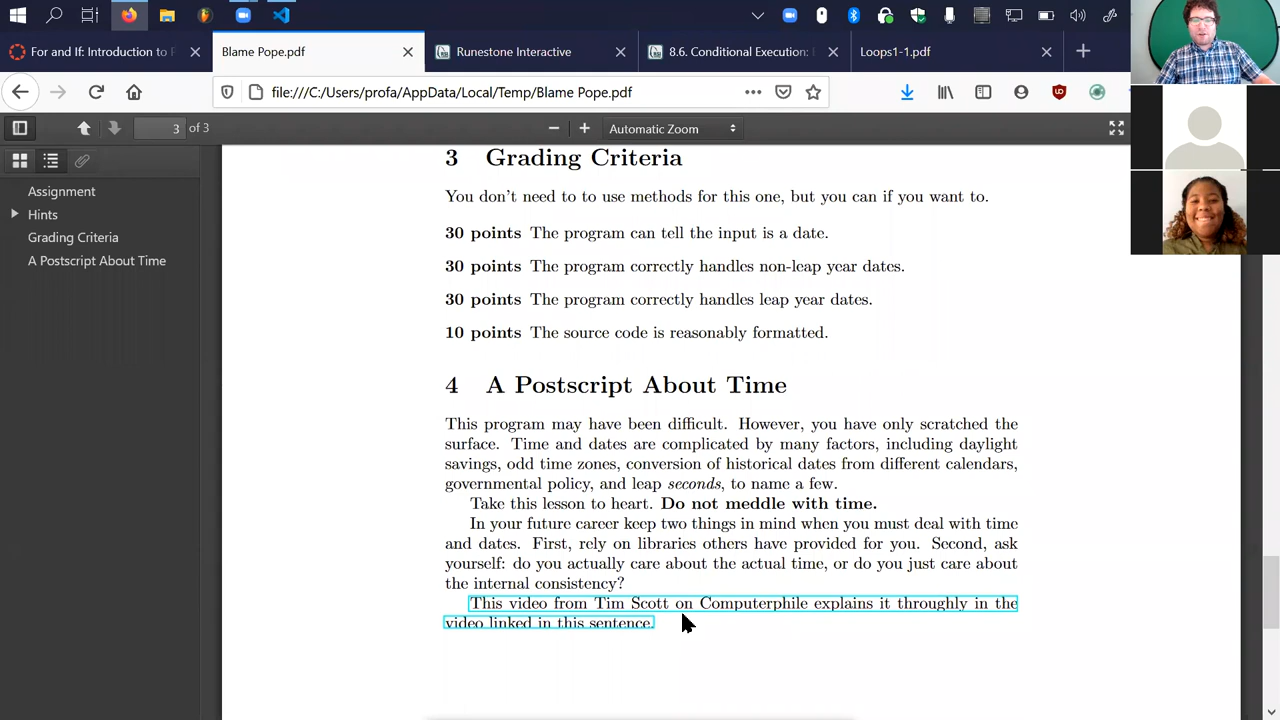 For and If: Introduction to
Blame Pope.pdf
Runestone Interactive
8.6. Conditional Execution:
Loops1-1.pdf
file:///C:/Users/profa/AppData/Local/Temp/Blame Pope.pdf
3 of 3
Automatic Zoom
Assignment
Hints
Grading Criteria
A Postscript About Time
3 Grading Criteria
You don't need to to use methods for this one, but you can if you want to.
30 points The program can tell the input is a date.
30 points The program correctly handles non-leap year dates.
30 points The program correctly handles leap year dates.
10 points The source code is reasonably formatted.
4 A Postscript About Time
This program may have been difficult. However, you have only scratched the
surface. Time and dates are complicated by many factors, including daylight
savings, odd time zones, conversion of historical dates from different calendars,
governmental policy, and leap seconds, to name a few.
Take this lesson to heart. Do not meddle with time.
In your future career keep two things in mind when you must deal with time
and dates. First, rely on libraries others have provided for you. Second, ask
yourself: do you actually care about the actual time, or do you just care about
the internal consistency?
This video from Tim Scott on Computerphile explains it throughly in the
video linked in this sentence.